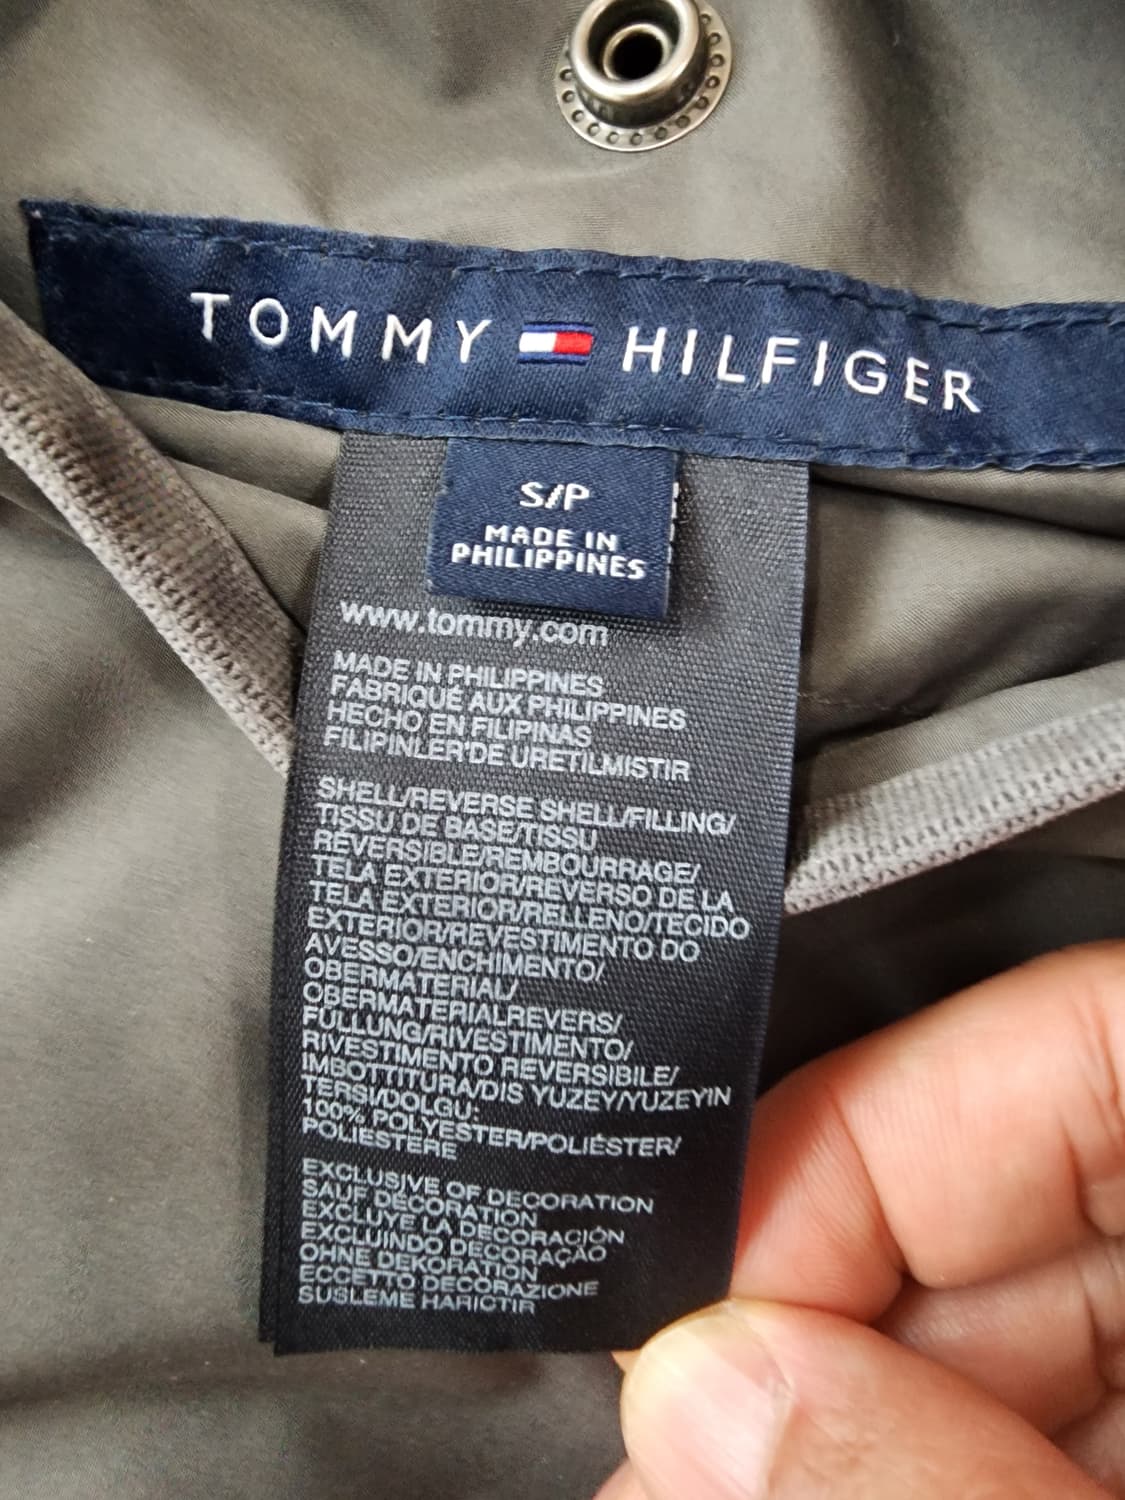 TOMMY HILFIGER
S/P
MADE IN
PHILIPPINES
www.tommy.com
MADE IN PHILIPPINES
FABRIQUÉ AUX PHILIPPINES
HECHO EN FILIPINAS
FILIPINLER'DE URETILMISTIR
SHELL/REVERSE SHELL/FILLING/
TISSU DE BASE/TISSU
RÉVERSIBLE/REMBOURRAGE/
TELA EXTERIOR/REVERSO DE LA
TELA EXTERIOR/RELLENO/TECIDO
EXTERIOR/REVESTIMENTO DO
AVESSO/ENCHIMENTO/
OBERMATERIAL/
OBERMATERIALREVERS/
FÜLLUNG/RIVESTIMENTO/
RIVESTIMENTO REVERSIBILE/
IMBOTTITURA/DIS YUZEY/YUZEYIN
TERSI/DOLGU:
100% POLYESTER/POLIÉSTER/
POLIESTERE
EXCLUSIVE OF DECORATION
SAUF DÉCORATION
EXCLUYE LA DECORACIÓN
EXCLUINDO DECORAÇÃO
OHNE DEKORATION
ECCETTO DECORAZIONE
SUSLEME HARICTIR